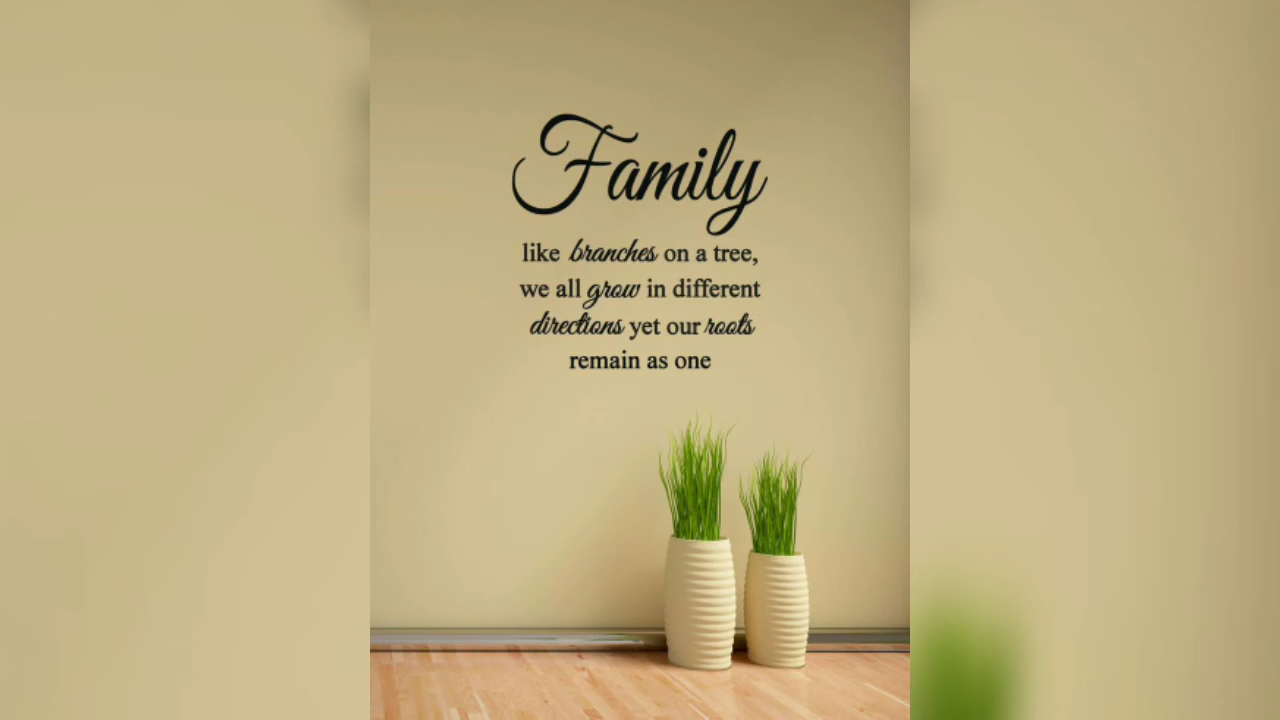 Family
like branches on a tree,
we all grow in different
directions yet our roots
remain as one